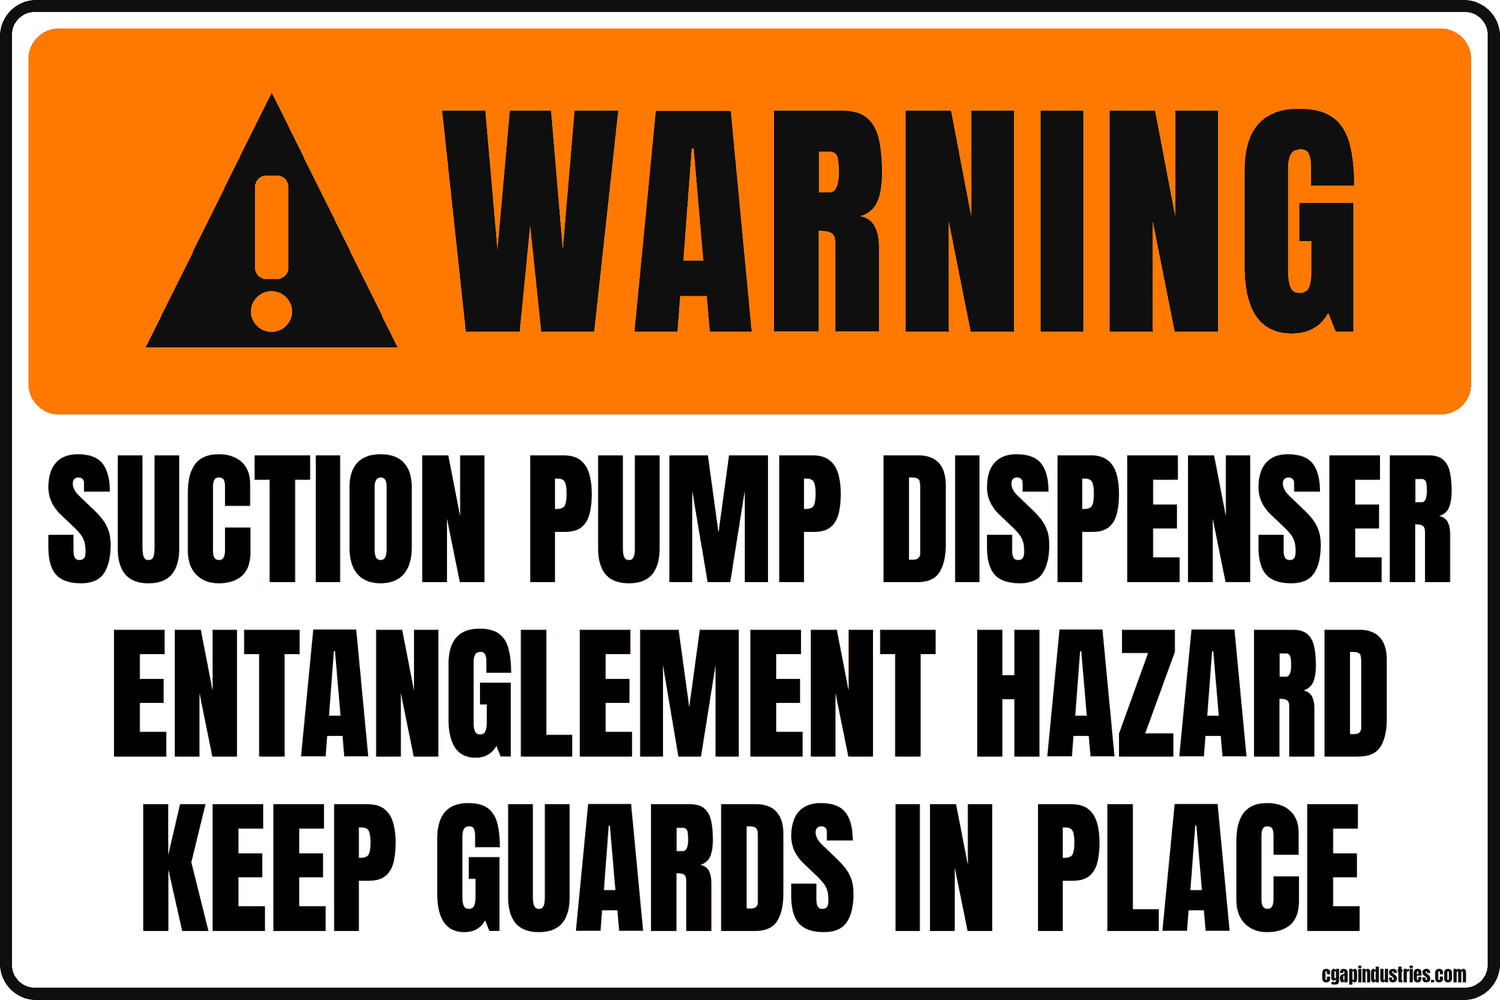 WARNING
SUCTION PUMP DISPENSER
ENTANGLEMENT HAZARD
KEEP GUARDS IN PLACE
cgapindustries.com